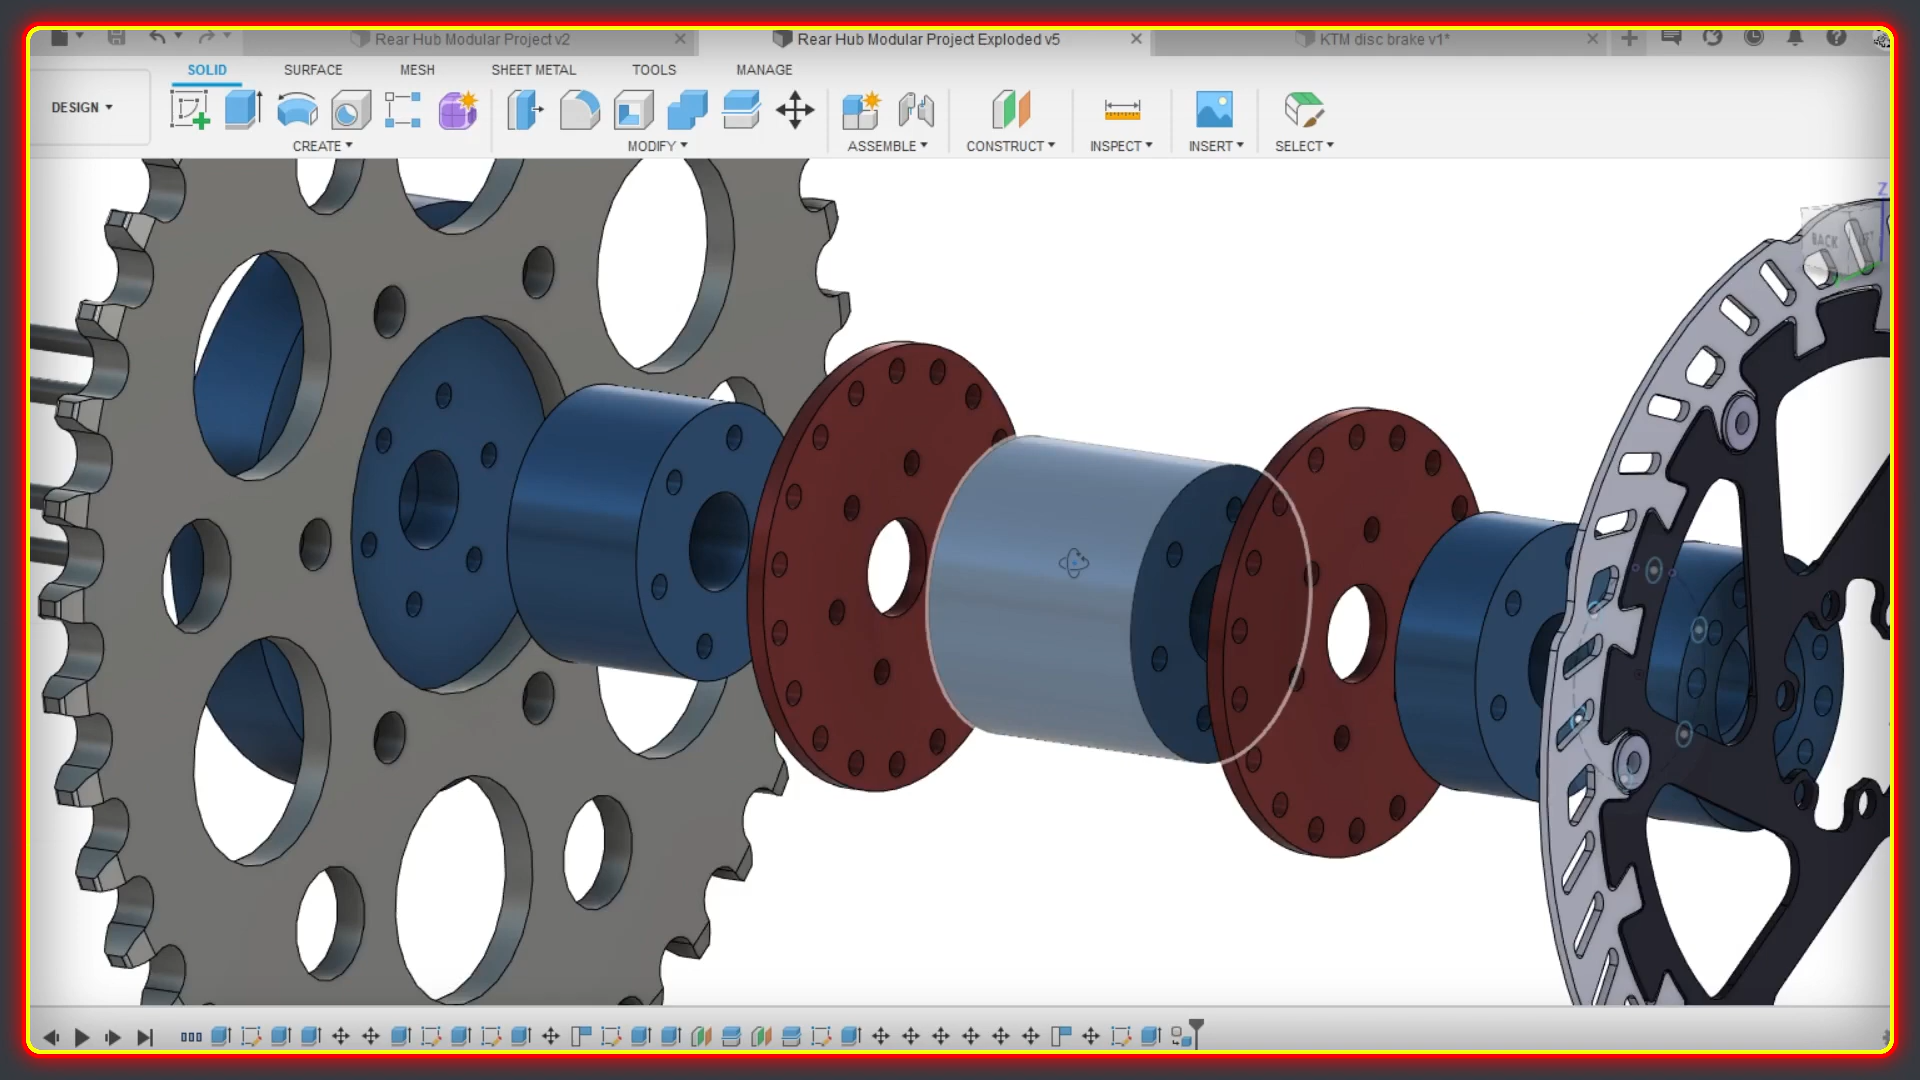 Rear Hub Modular Project v2
Rear Hub Modular Project Exploded v5
KTM disc brake v1*
SOLID SURFACE MESH SHEET METAL TOOLS MANAGE
DESIGN
CREATE MODIFY ASSEMBLE CONSTRUCT INSPECT INSERT SELECT
Z
BACK